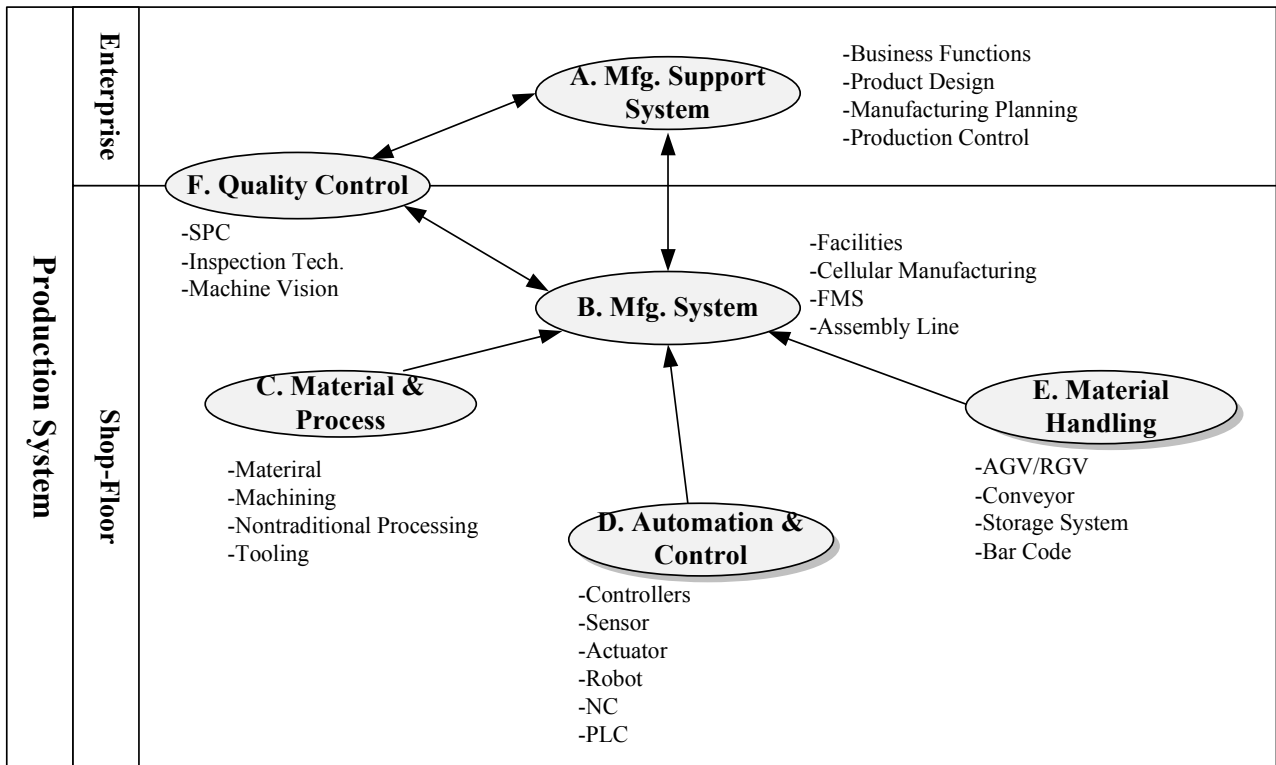 Production System
Enterprise
Shop-Floor
A. Mfg. Support
System
-Business Functions
-Product Design
-Manufacturing Planning
-Production Control
F. Quality Control
-SPC
-Inspection Tech.
-Machine Vision
B. Mfg. System
-Facilities
-Cellular Manufacturing
-FMS
-Assembly Line
C. Material &
Process
-Materiral
-Machining
-Nontraditional Processing
-Tooling
D. Automation &
Control
-Controllers
-Sensor
-Actuator
-Robot
-NC
-PLC
E. Material
Handling
-AGV/RGV
-Conveyor
-Storage System
-Bar Code